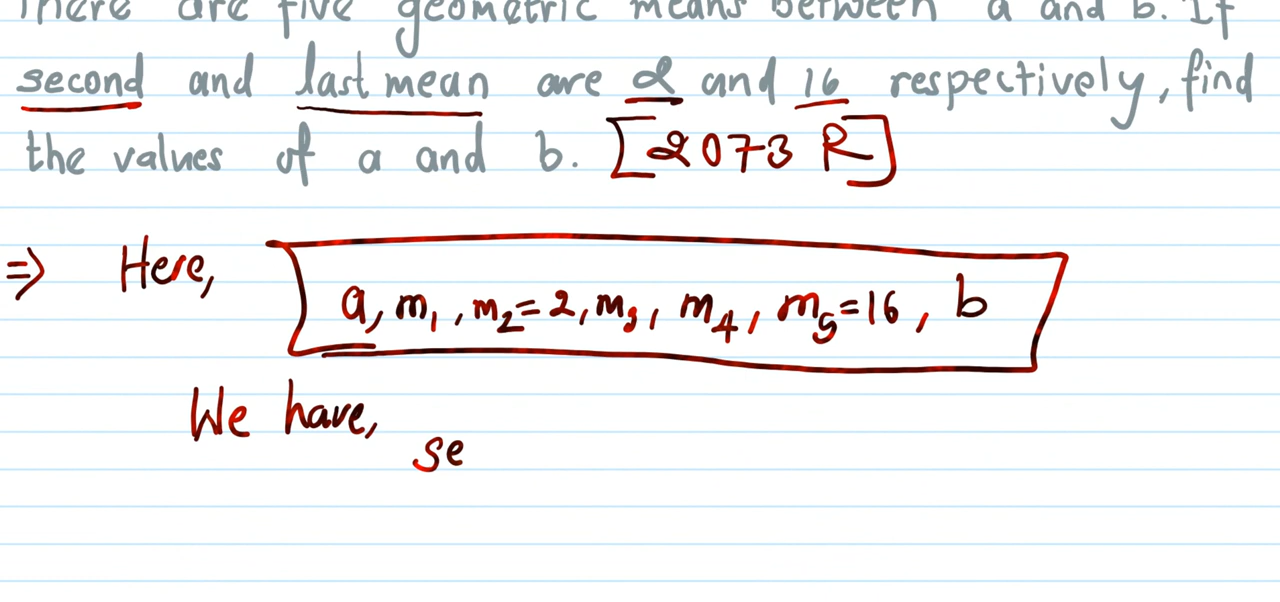 There are five geometric means between a and b. If
second and last mean are 2 and 16 respectively, find
the values of a and b. [2073 R]
⇒ Here, a, m₁, m₂=2, m₃, m₄, m₅=16, b
We have,
se